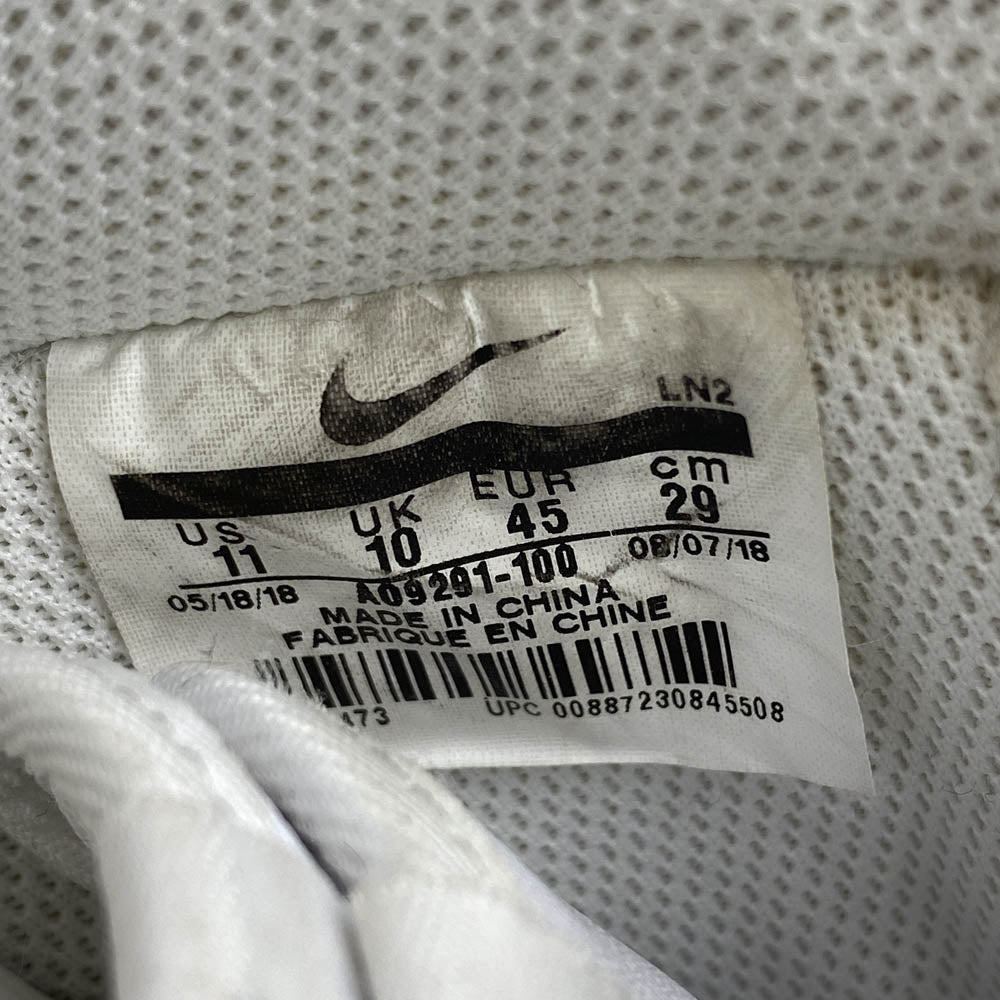 LN2
US UK EUR cm
11 10 45 29
05/18/18 08/07/18
AO9291-100
MADE IN CHINA
FABRIQUE EN CHINE
473 UPC 00887230845508